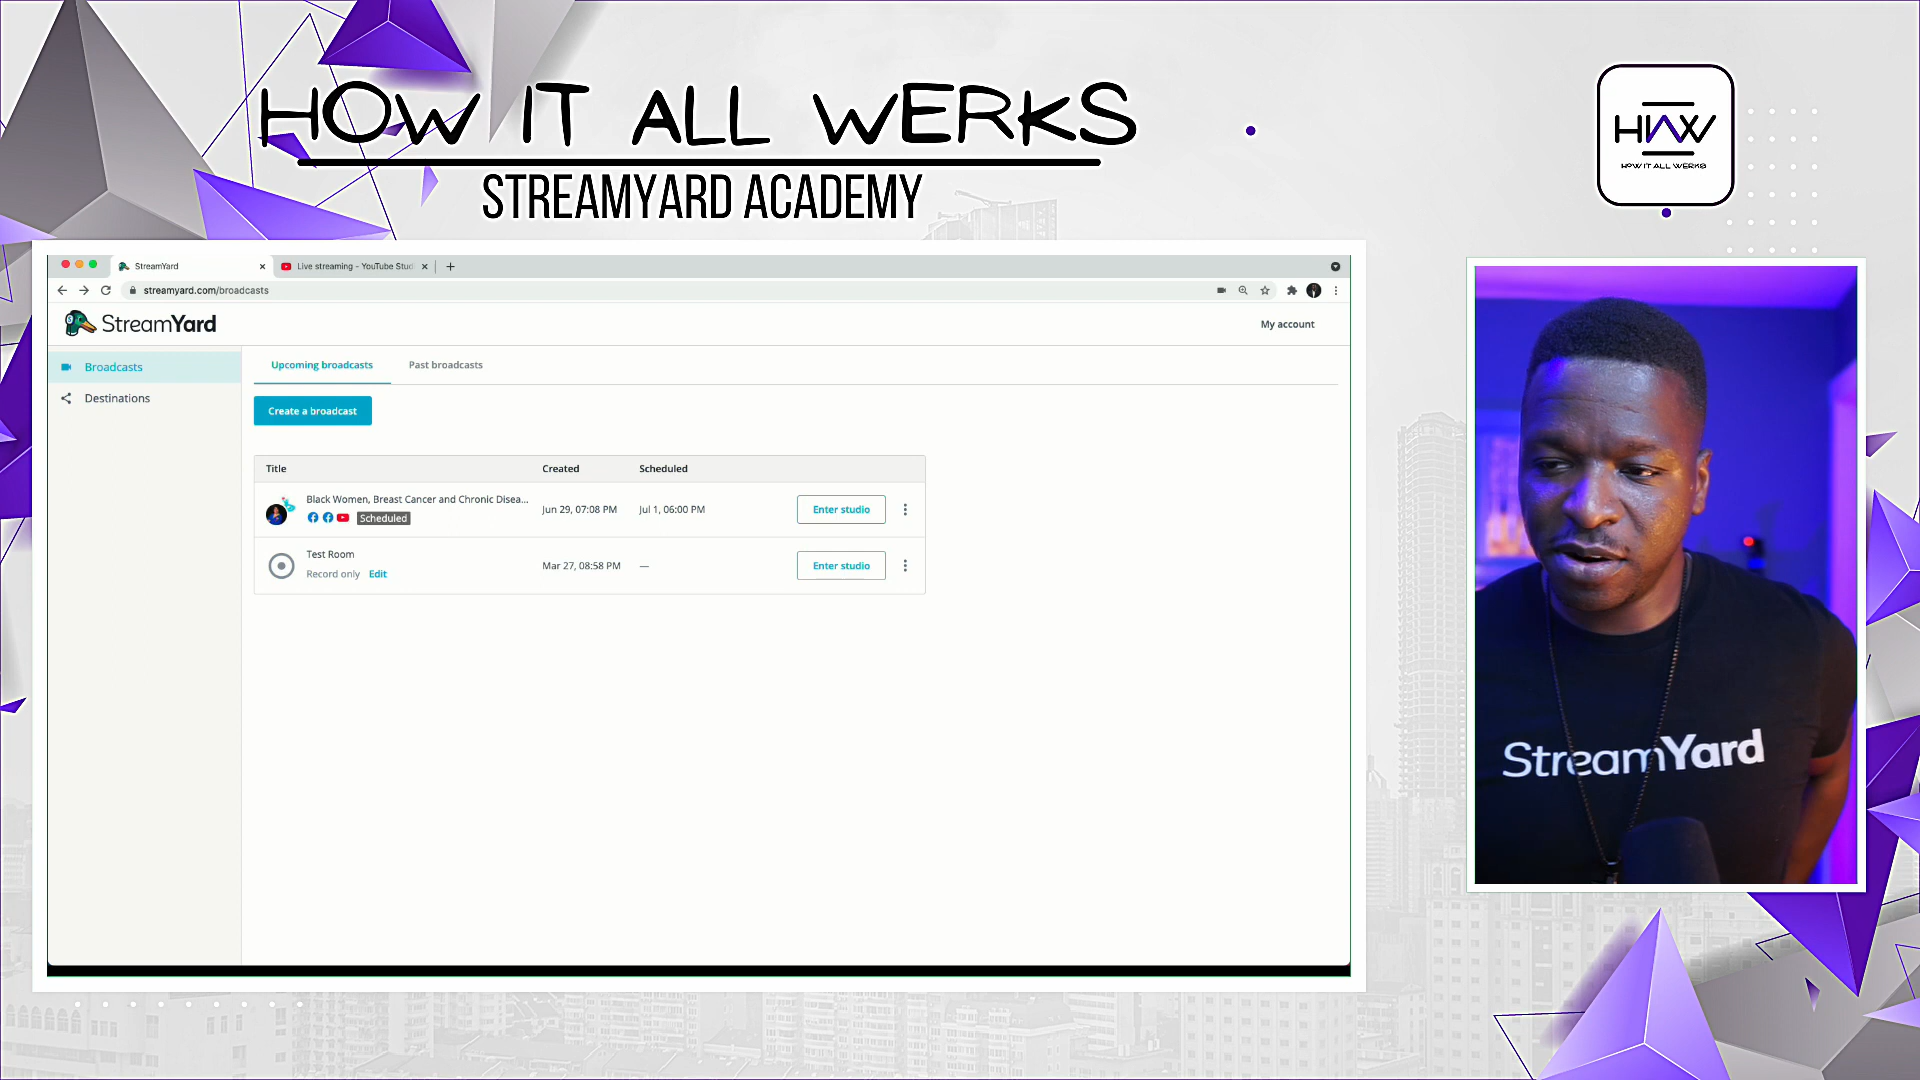 HOW IT ALL WERKS
STREAMYARD ACADEMY
HIAW
HOW IT ALL WERKS
StreamYard
Live streaming - YouTube Stud
streamyard.com/broadcasts
StreamYard
My account
Broadcasts
Destinations
Upcoming broadcasts
Past broadcasts
Create a broadcast
Title
Created
Scheduled
Black Women, Breast Cancer and Chronic Disea...
Scheduled
Jun 29, 07:08 PM
Jul 1, 06:00 PM
Enter studio
Test Room
Record only Edit
Mar 27, 08:58 PM
—
Enter studio
StreamYard